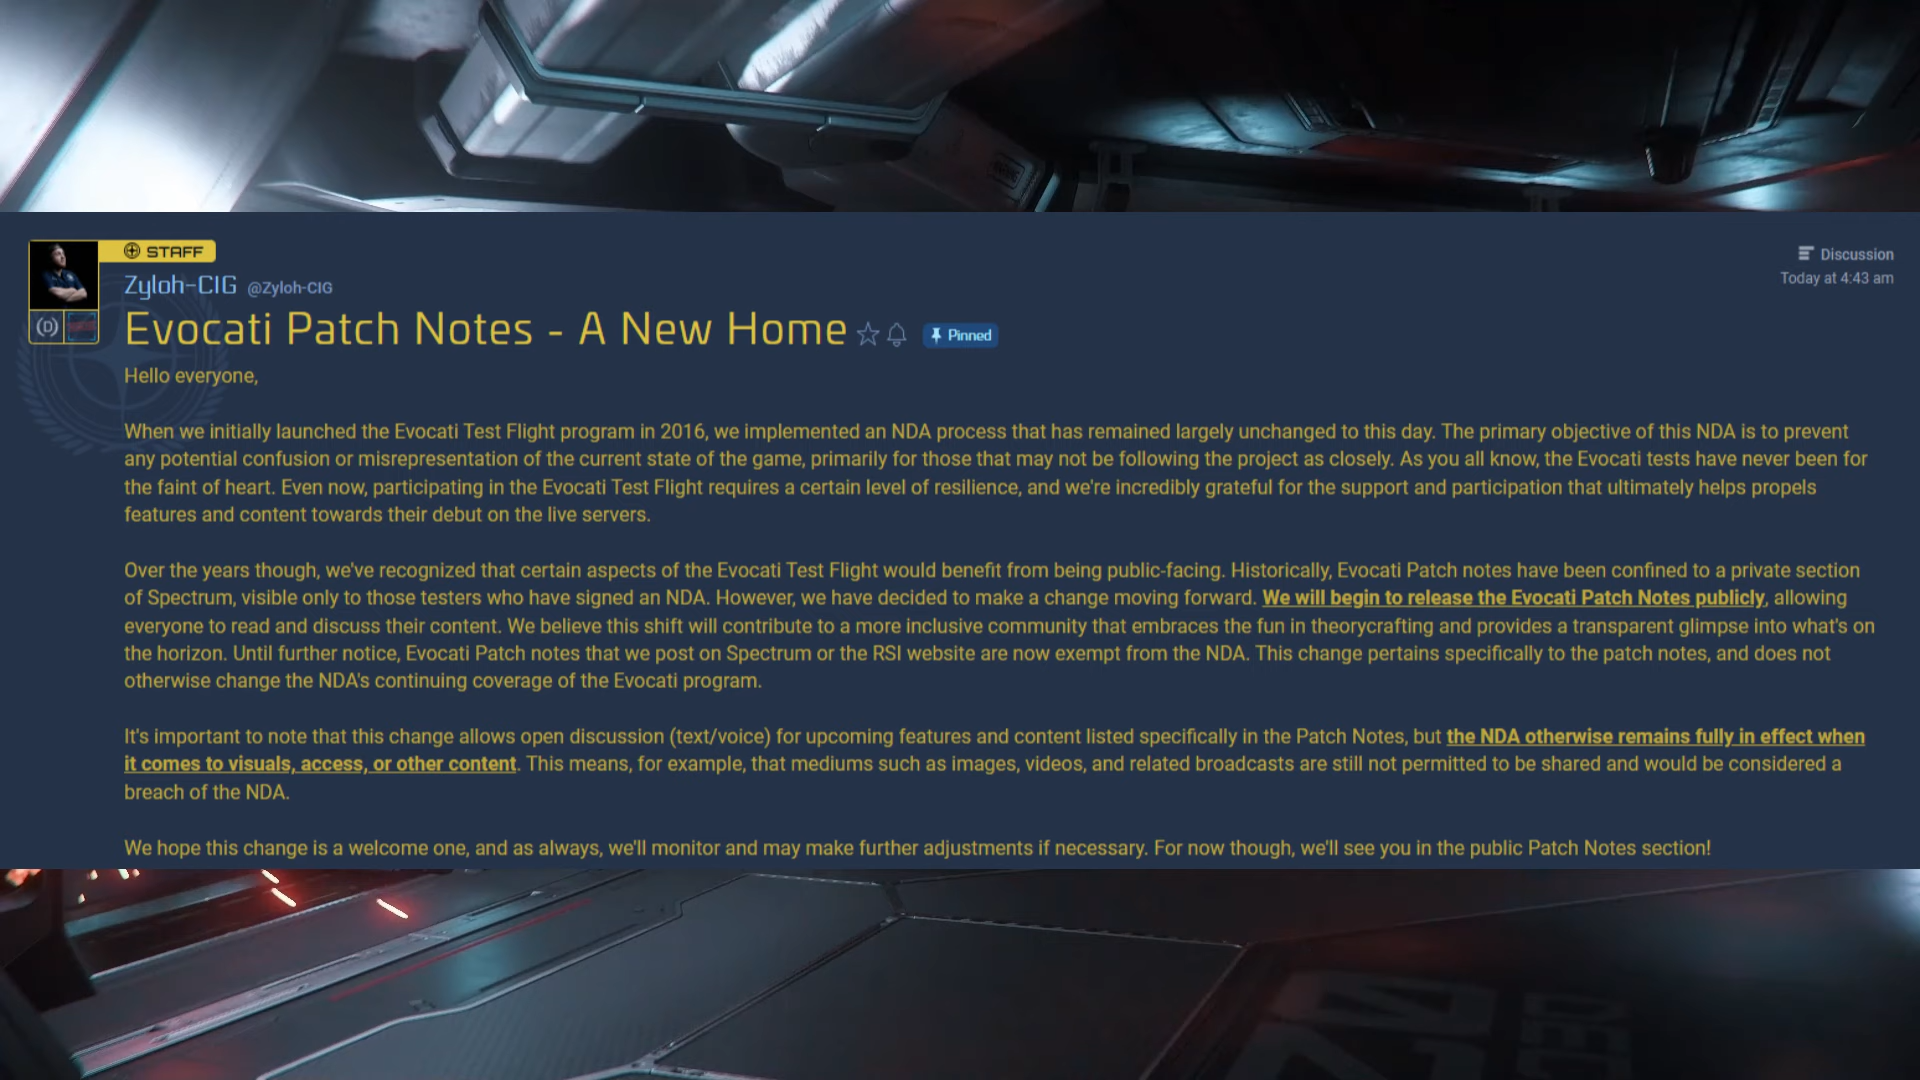 STAFF
Discussion
Zyloh-CIG @Zyloh-CIG
Today at 4:43 am
Evocati Patch Notes - A New Home
Pinned
Hello everyone,
When we initially launched the Evocati Test Flight program in 2016, we implemented an NDA process that has remained largely unchanged to this day. The primary objective of this NDA is to prevent
any potential confusion or misrepresentation of the current state of the game, primarily for those that may not be following the project as closely. As you all know, the Evocati tests have never been for
the faint of heart. Even now, participating in the Evocati Test Flight requires a certain level of resilience, and we're incredibly grateful for the support and participation that ultimately helps propels
features and content towards their debut on the live servers.
Over the years though, we've recognized that certain aspects of the Evocati Test Flight would benefit from being public-facing. Historically, Evocati Patch notes have been confined to a private section
of Spectrum, visible only to those testers who have signed an NDA. However, we have decided to make a change moving forward. We will begin to release the Evocati Patch Notes publicly, allowing
everyone to read and discuss their content. We believe this shift will contribute to a more inclusive community that embraces the fun in theorycrafting and provides a transparent glimpse into what's on
the horizon. Until further notice, Evocati Patch notes that we post on Spectrum or the RSI website are now exempt from the NDA. This change pertains specifically to the patch notes, and does not
otherwise change the NDA's continuing coverage of the Evocati program.
It's important to note that this change allows open discussion (text/voice) for upcoming features and content listed specifically in the Patch Notes, but the NDA otherwise remains fully in effect when
it comes to visuals, access, or other content. This means, for example, that mediums such as images, videos, and related broadcasts are still not permitted to be shared and would be considered a
breach of the NDA.
We hope this change is a welcome one, and as always, we'll monitor and may make further adjustments if necessary. For now though, we'll see you in the public Patch Notes section!